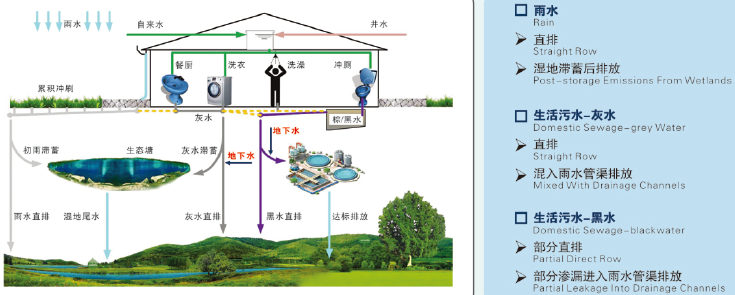 雨水
自来水
井水
餐厨
洗衣
洗澡
冲厕
累积冲刷
灰水
棕/黑水
地下水
初雨滞蓄
生态塘
灰水滞蓄
地下水
雨水直排
湿地尾水
灰水直排
黑水直排
达标排放
雨水
Rain
直排
Straight Row
湿地滞蓄后排放
Post-storage Emissions From Wetlands
生活污水-灰水
Domestic Sewage-grey Water
直排
Straight Row
混入雨水管渠排放
Mixed With Drainage Channels
生活污水-黑水
Domestic Sewage-blackwater
部分直排
Partial Direct Row
部分渗漏进入雨水管渠排放
Partial Leakage Into Drainage Channels